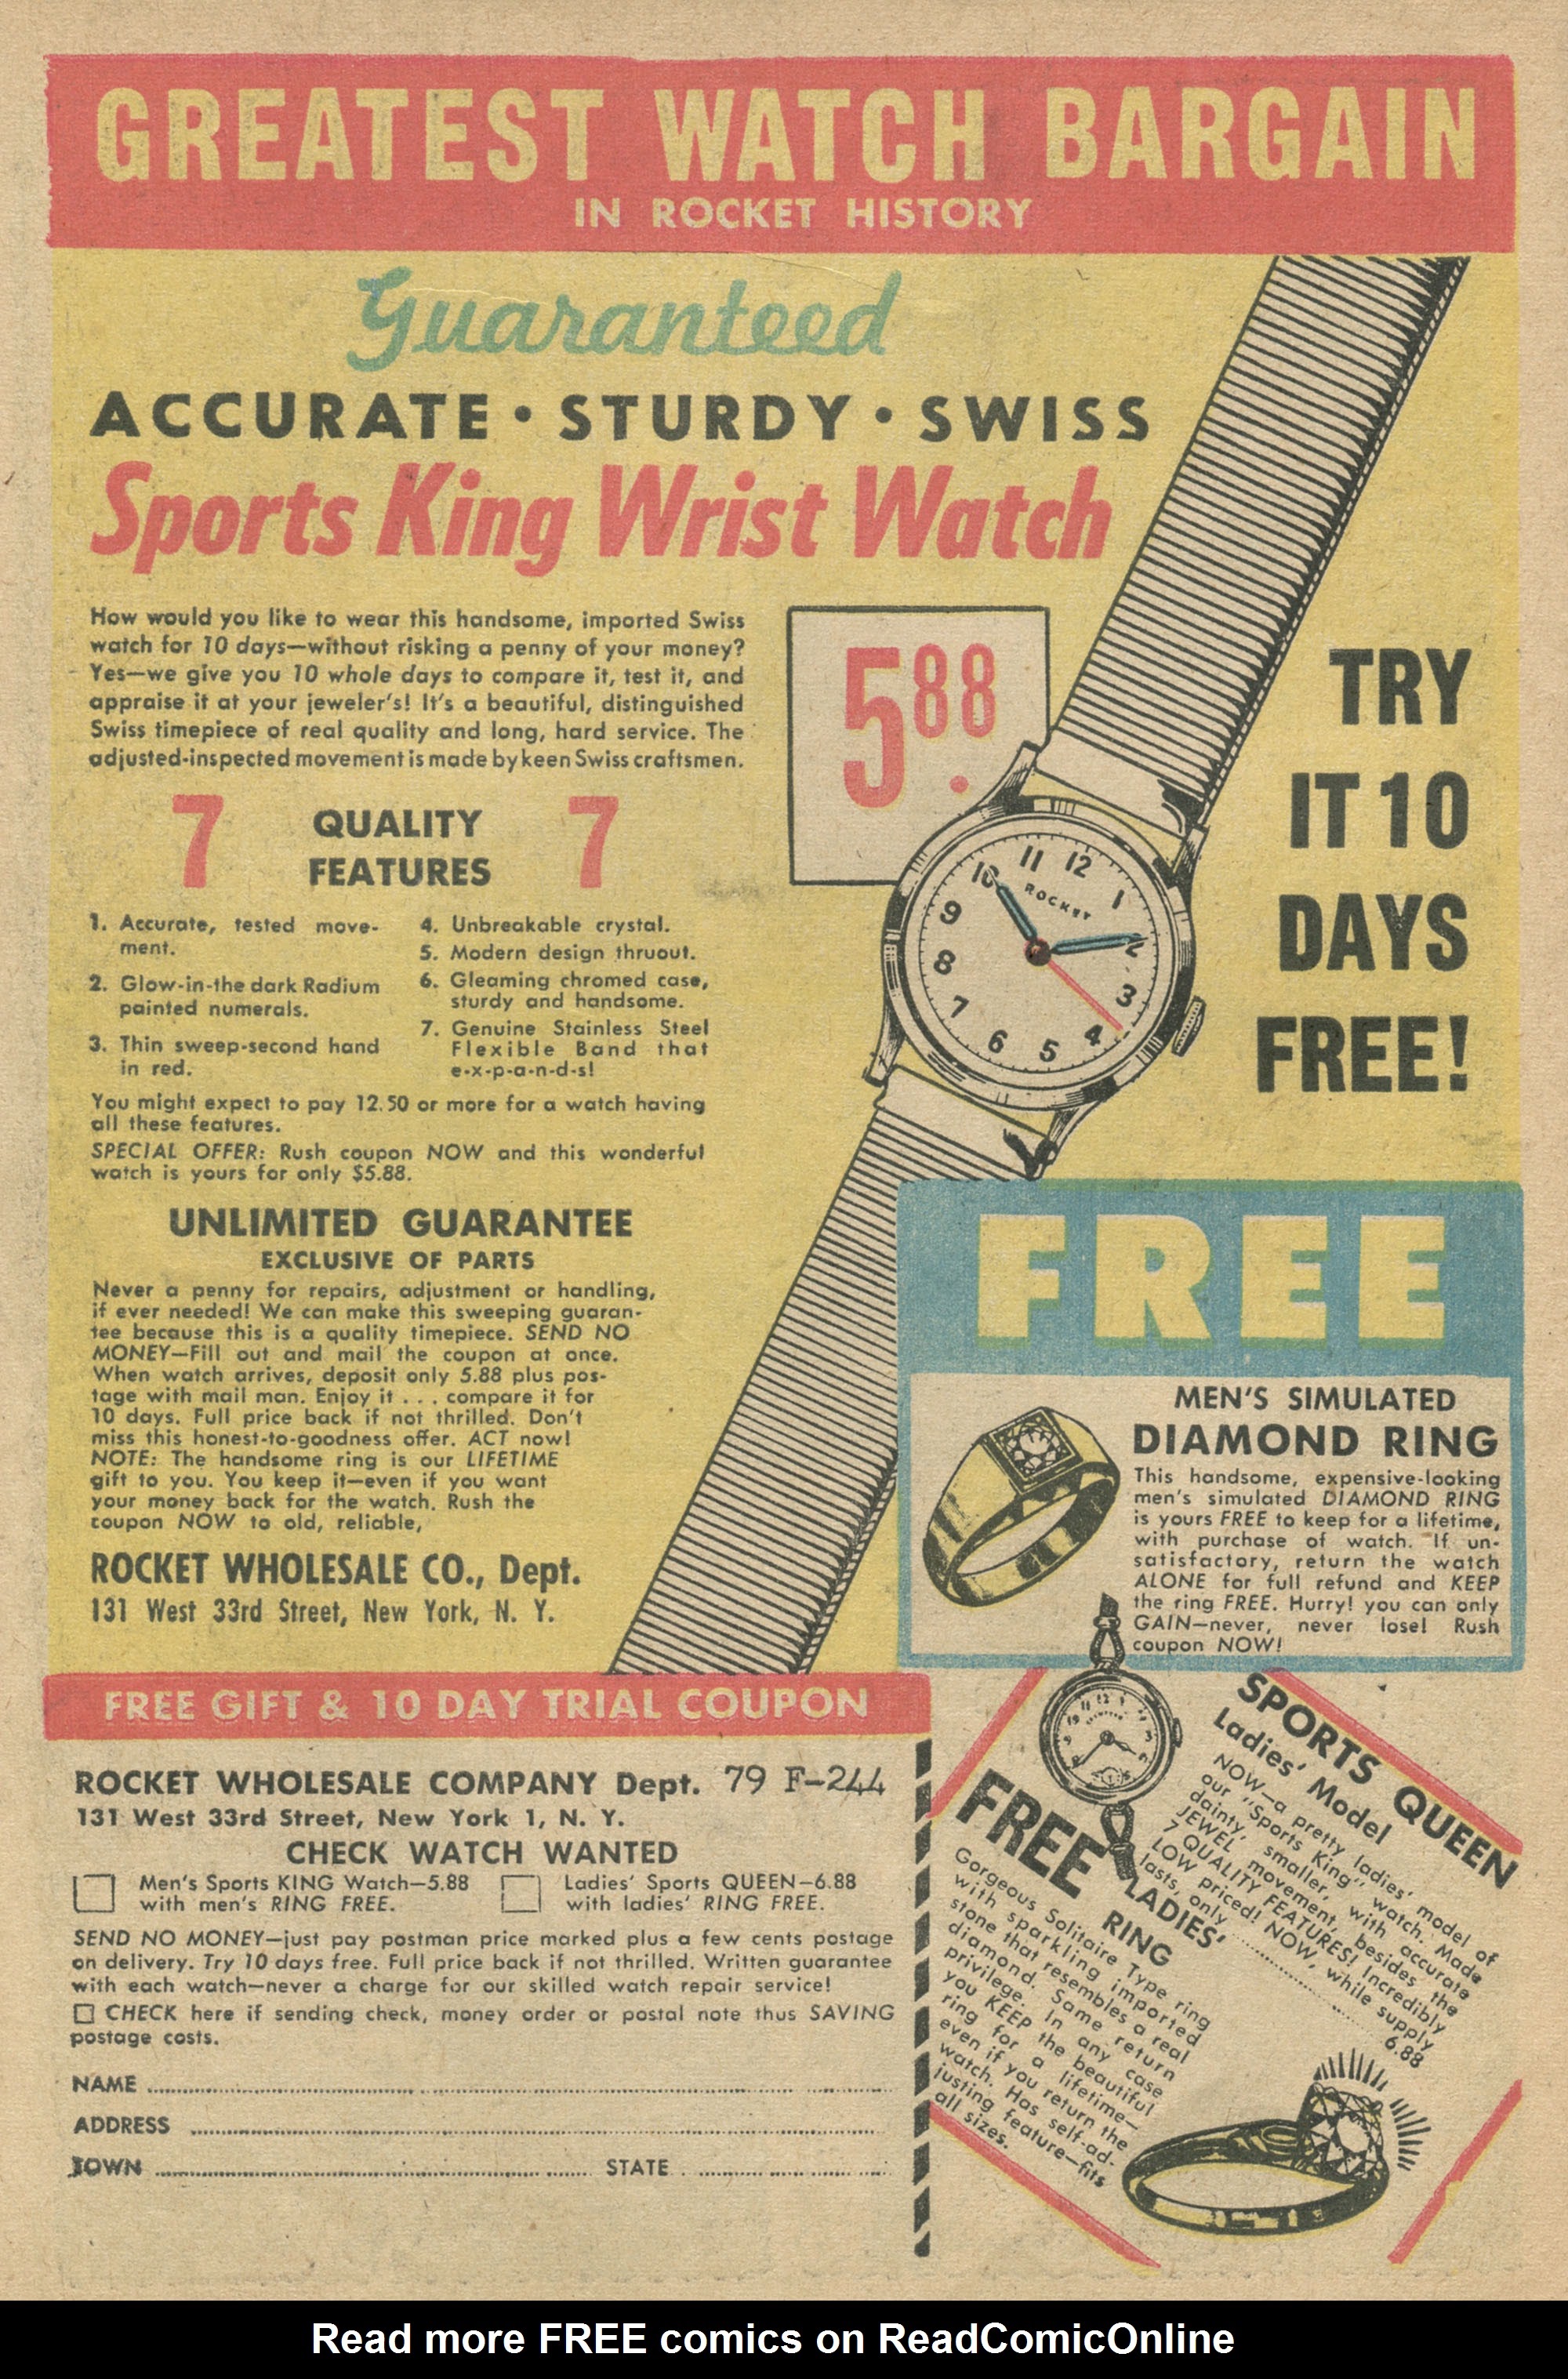 GREATEST WATCH BARGAIN
IN ROCKET HISTORY
Guaranteed
ACCURATE • STURDY • SWISS
Sports King Wrist Watch
How would you like to wear this handsome, imported Swiss
watch for 10 days—without risking a penny of your money?
Yes—we give you 10 whole days to compare it, test it, and
appraise it at your jeweler's! It's a beautiful, distinguished
Swiss timepiece of real quality and long, hard service. The
adjusted-inspected movement is made by keen Swiss craftsmen.
5.88
TRY
IT 10
DAYS
FREE!
7 QUALITY FEATURES 7
1. Accurate, tested move-
ment.
2. Glow-in-the dark Radium
painted numerals.
3. Thin sweep-second hand
in red.
4. Unbreakable crystal.
5. Modern design thruout.
6. Gleaming chromed case,
sturdy and handsome.
7. Genuine Stainless Steel
Flexible Band that
e-x-p-a-n-d-s!
11 12 1 2 3 4 5 6 7 8 9 10
ROCKET
You might expect to pay 12.50 or more for a watch having
all these features.
SPECIAL OFFER: Rush coupon NOW and this wonderful
watch is yours for only $5.88.
UNLIMITED GUARANTEE
EXCLUSIVE OF PARTS
Never a penny for repairs, adjustment or handling,
if ever needed! We can make this sweeping guaran-
tee because this is a quality timepiece. SEND NO
MONEY—Fill out and mail the coupon at once.
When watch arrives, deposit only 5.88 plus pos-
tage with mail man. Enjoy it . . . compare it for
10 days. Full price back if not thrilled. Don't
miss this honest-to-goodness offer. ACT now!
NOTE: The handsome ring is our LIFETIME
gift to you. You keep it—even if you want
your money back for the watch. Rush the
coupon NOW to old, reliable,
ROCKET WHOLESALE CO., Dept.
131 West 33rd Street, New York, N. Y.
FREE
MEN'S SIMULATED
DIAMOND RING
This handsome, expensive-looking
men's simulated DIAMOND RING
is yours FREE to keep for a lifetime,
with purchase of watch. If un-
satisfactory, return the watch
ALONE for full refund and KEEP
the ring FREE. Hurry! you can only
GAIN—never, never lose! Rush
coupon NOW!
FREE GIFT & 10 DAY TRIAL COUPON
ROCKET WHOLESALE COMPANY Dept. 79 F-244
131 West 33rd Street, New York 1, N. Y.
CHECK WATCH WANTED
Men's Sports KING Watch—5.88
with men's RING FREE.
Ladies' Sports QUEEN—6.88
with ladies' RING FREE.
SEND NO MONEY—just pay postman price marked plus a few cents postage
on delivery. Try 10 days free. Full price back if not thrilled. Written guarantee
with each watch—never a charge for our skilled watch repair service!
CHECK here if sending check, money order or postal note thus SAVING
postage costs.
NAME
ADDRESS
TOWN STATE
SPORTS QUEEN
Ladies' Model
NOW—a pretty ladies' model of
our "Sports King" watch. Made
dainty, smaller, with accurate
JEWEL movement, besides the
7 QUALITY FEATURES! Incredibly
LOW priced! NOW, while supply
lasts, only 6.88
FREE LADIES'
RING
Gorgeous Solitaire Type ring
with sparkling imported
stone that resembles a real
diamond. Same return
privilege. In any case
you KEEP the beautiful
ring for a lifetime—
even if you return the
watch. Has self-ad-
justing feature—fits
all sizes.
Read more FREE comics on ReadComicOnline